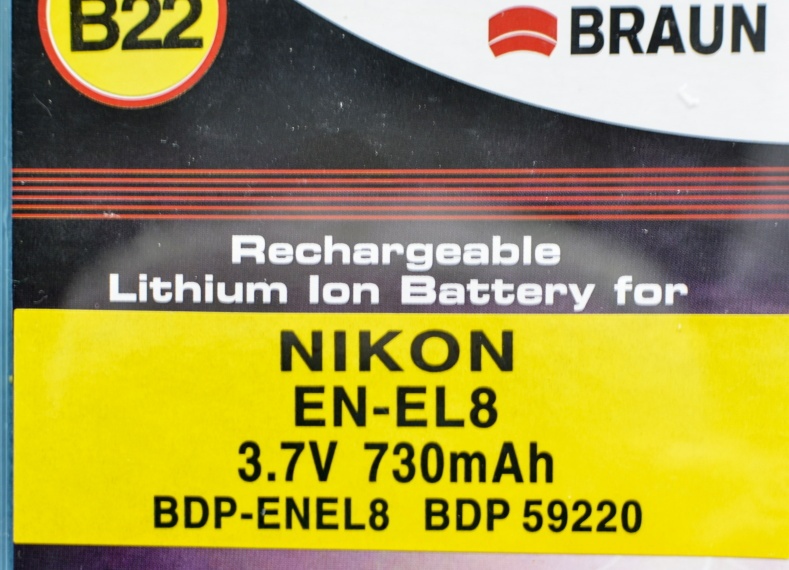 B22
BRAUN
Rechargeable
Lithium Ion Battery for
NIKON
EN-EL8
3.7V 730mAh
BDP-ENEL8 BDP 59220